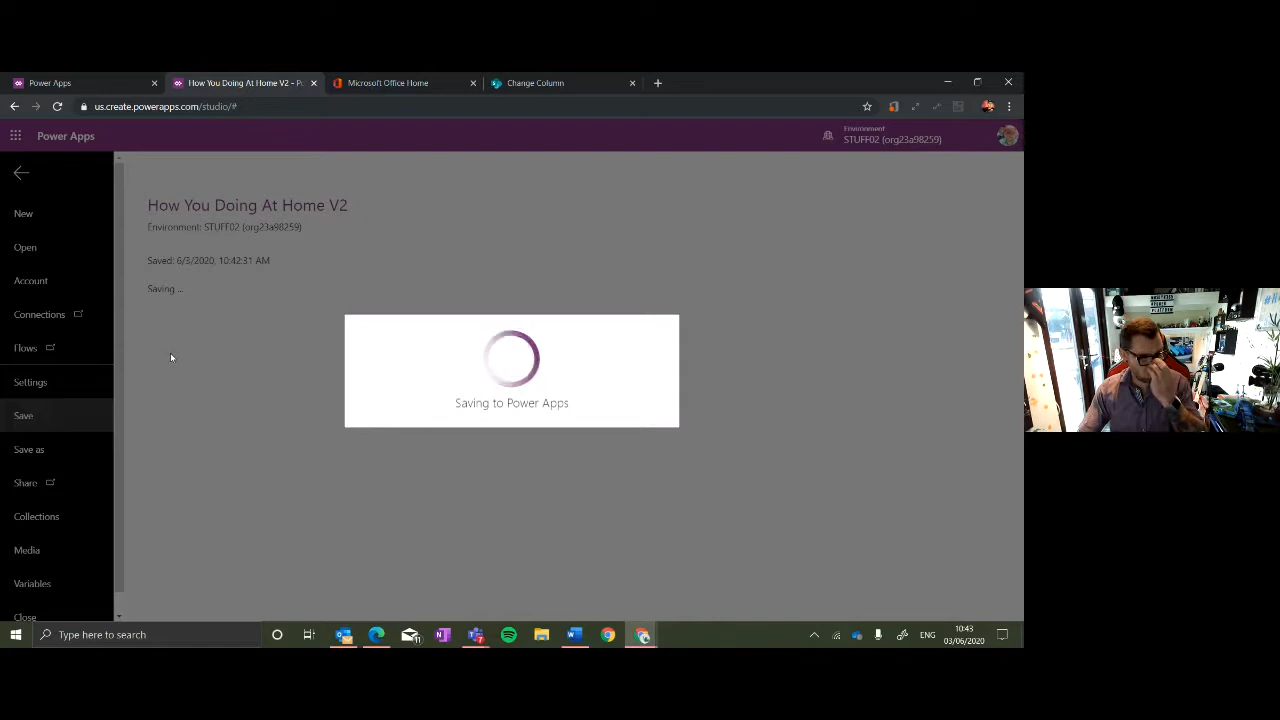 Power Apps
How You Doing At Home V2 - Po
Microsoft Office Home
Change Column
us.create.powerapps.com/studio/#
Power Apps
Environment
STUFF02 (org23a98259)
New
Open
Account
Connections
Flows
Settings
Save
Save as
Share
Collections
Media
Variables
Close
How You Doing At Home V2
Environment: STUFF02 (org23a98259)
Saved: 6/3/2020, 10:42:31 AM
Saving ...
Saving to Power Apps
Type here to search
11
7
ENG
10:43
03/06/2020